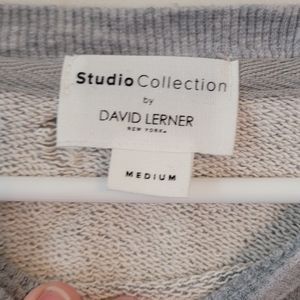 Studio Collection
by
DAVID LERNER
NEW YORK
MEDIUM